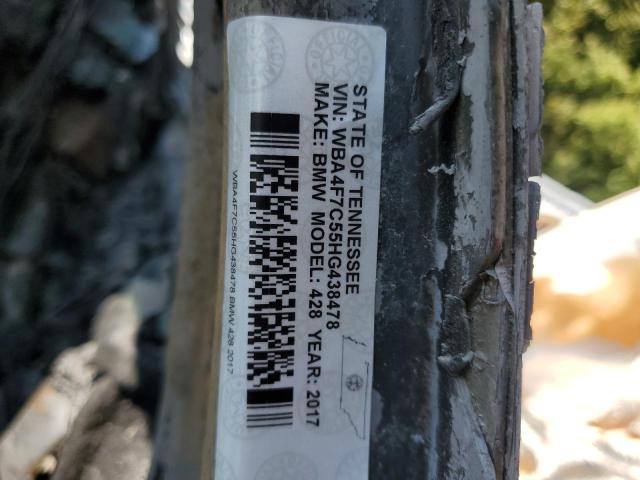 STATE OF TENNESSEE
VIN: WBA4F7C55HG438478
MAKE: BMW MODEL: 428 YEAR: 2017
WBA4F7C55HG438478 BMW 428 2017